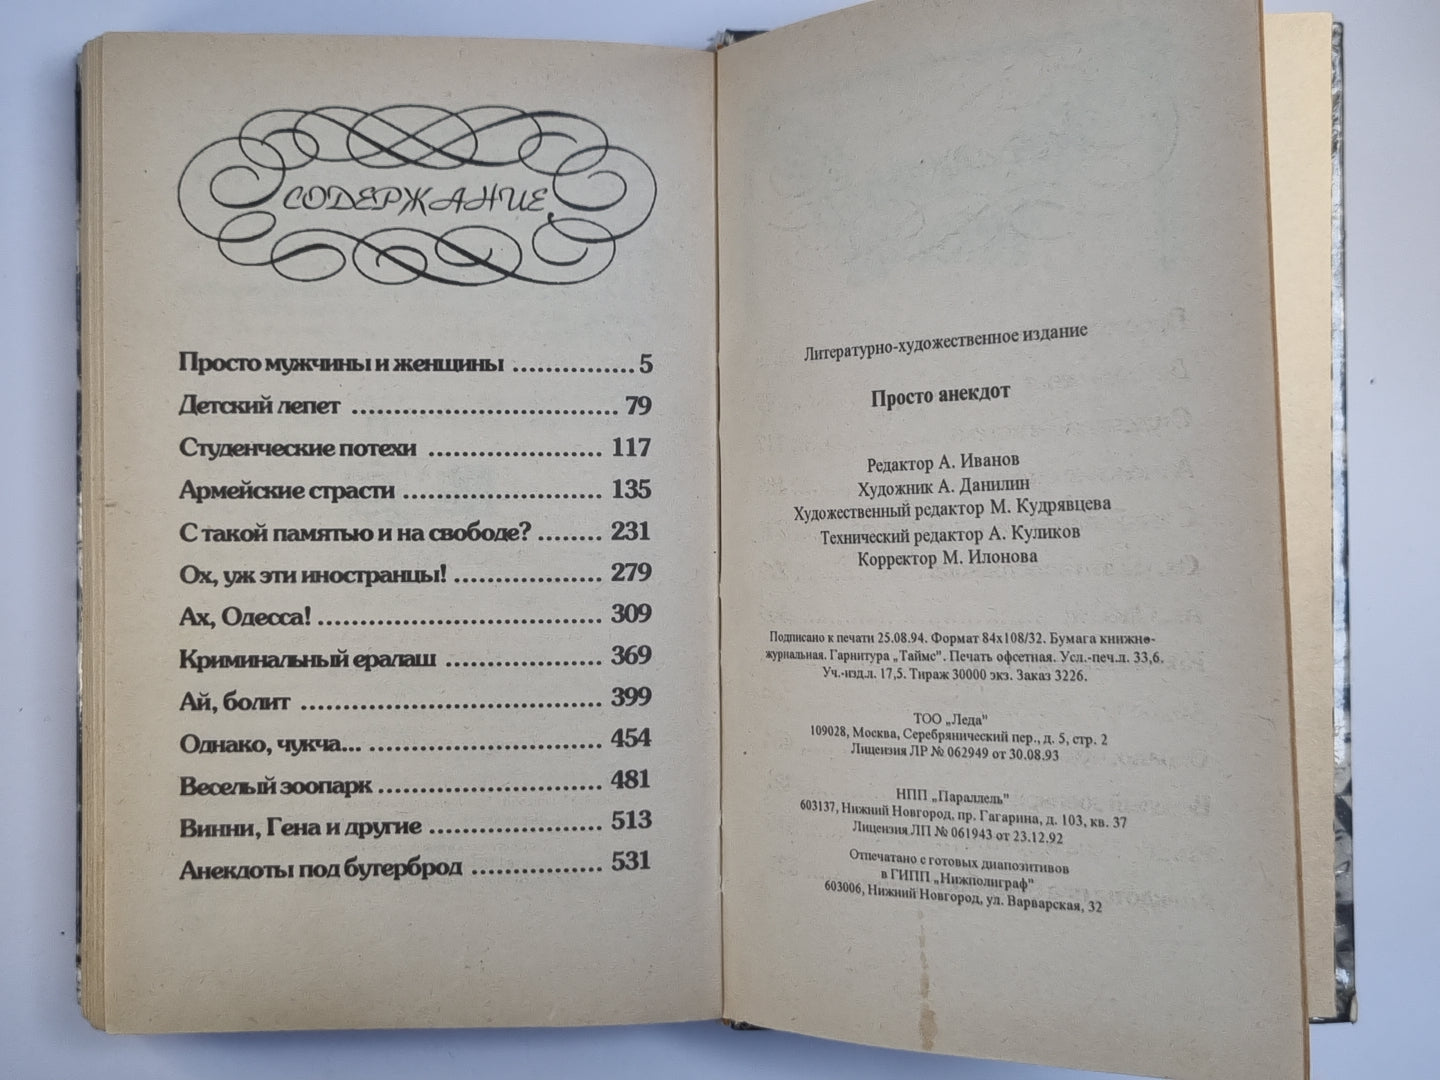 СОДЕРЖАНИЕ
Просто мужчины и женщины ............... 5
Детский лепет ........................... 79
Студенческие потехи .................. 117
Армейские страсти ..................... 135
С такой памятью и на свободе? ........ 231
Ох, уж эти иностранцы! ................ 279
Ах, Одесса! .............................. 309
Криминальный ералаш ................. 369
Ай, болит ............................... 399
Однако, чукча... ......................... 454
Веселый зоопарк ........................ 481
Винни, Гена и другие ................... 513
Анекдоты под бутерброд .............. 531
Литературно-художественное издание
Просто анекдот
Редактор А. Иванов
Художник А. Данилин
Художественный редактор М. Кудрявцева
Технический редактор А. Куликов
Корректор М. Илонова
Подписано к печати 25.08.94. Формат 84х108/32. Бумага книжно-
журнальная. Гарнитура „Таймс". Печать офсетная. Усл.-печ.л. 33,6.
Уч.-изд.л. 17,5. Тираж 30000 экз. Заказ 3226.
ТОО „Леда"
109028, Москва, Серебрянический пер., д. 5, стр. 2
Лицензия ЛР № 062949 от 30.08.93
НПП „Параллель"
603137, Нижний Новгород, пр. Гагарина, д. 103, кв. 37
Лицензия ЛП № 061943 от 23.12.92
Отпечатано с готовых диапозитивов
в ГИПП „Нижполиграф"
603006, Нижний Новгород, ул. Варварская, 32